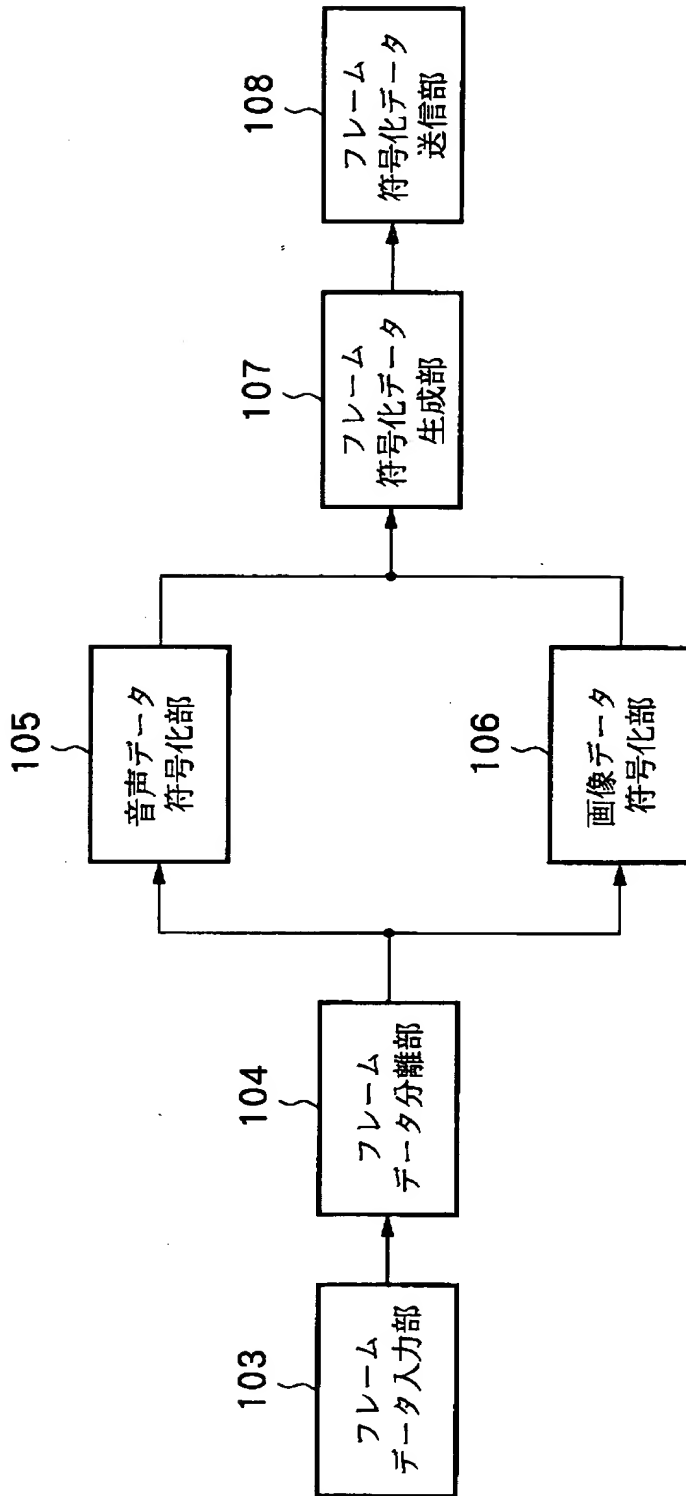 103
フレーム
データ入力部
104
フレーム
データ分離部
105
音声データ
符号化部
106
画像データ
符号化部
107
フレーム
符号化データ
生成部
108
フレーム
符号化データ
送信部